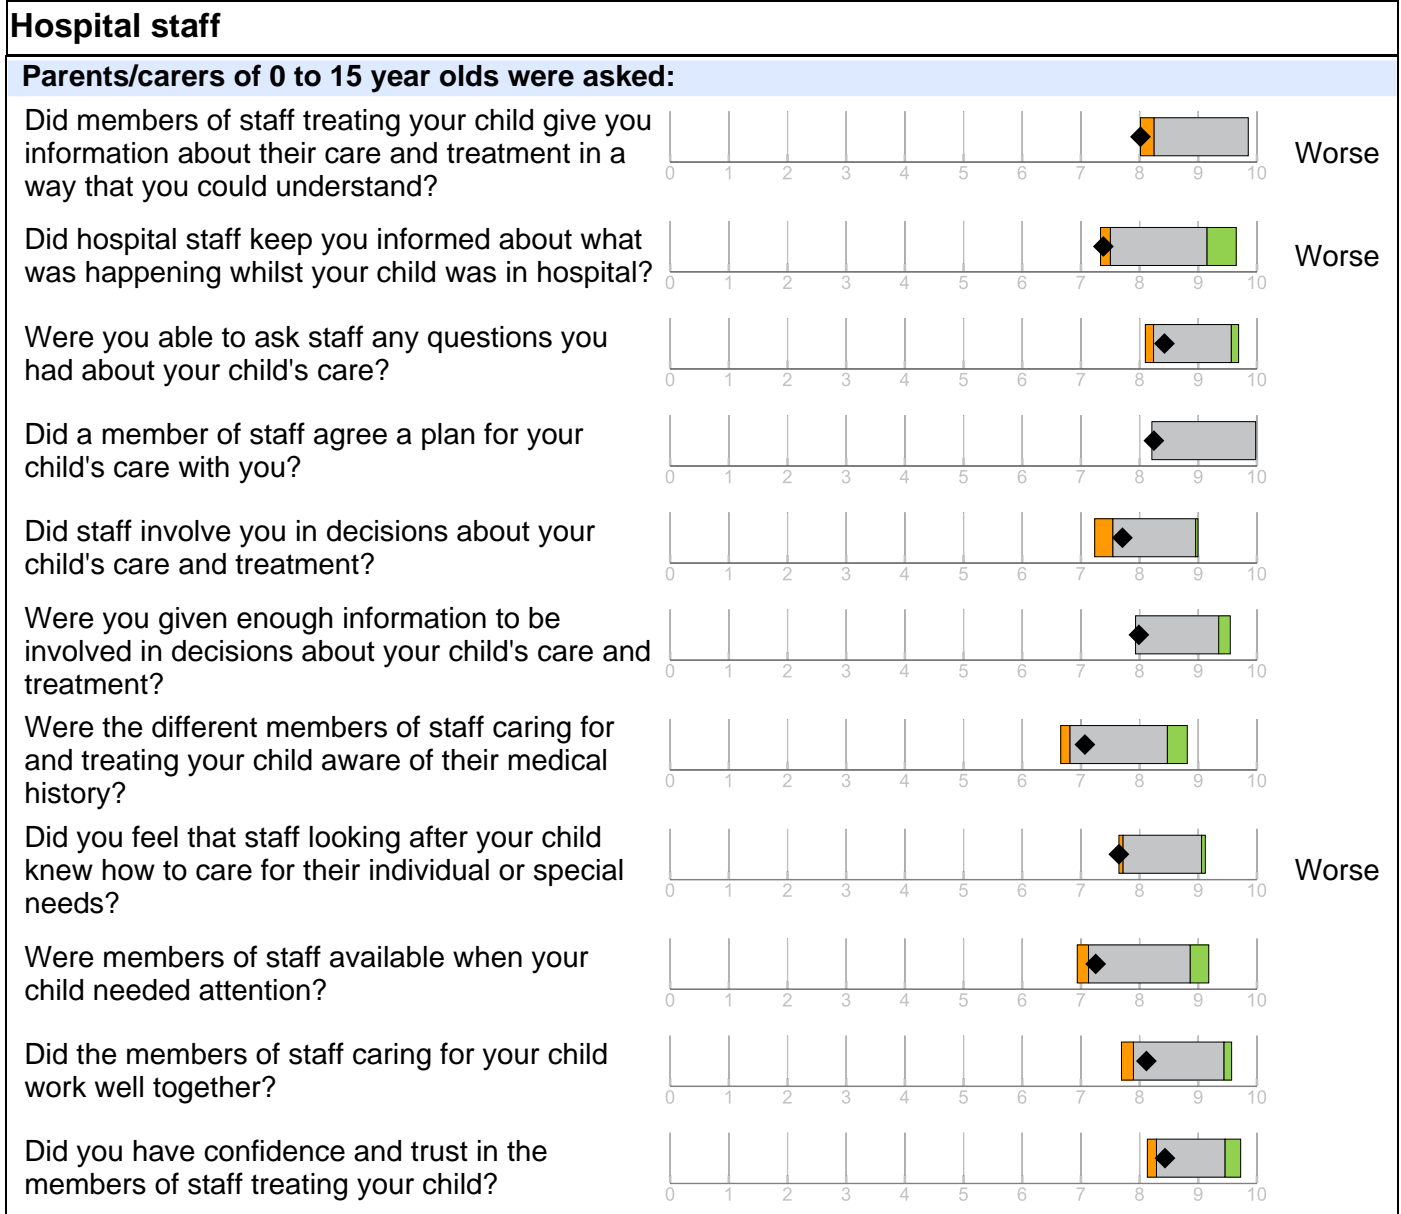 Hospital staff
Parents/carers of 0 to 15 year olds were asked:
Did members of staff treating your child give you
information about their care and treatment in a
way that you could understand?
0 1 2 3 4 5 6 7 8 9 10
Worse
Did hospital staff keep you informed about what
was happening whilst your child was in hospital?
0 1 2 3 4 5 6 7 8 9 10
Worse
Were you able to ask staff any questions you
had about your child's care?
0 1 2 3 4 5 6 7 8 9 10
Did a member of staff agree a plan for your
child's care with you?
0 1 2 3 4 5 6 7 8 9 10
Did staff involve you in decisions about your
child's care and treatment?
0 1 2 3 4 5 6 7 8 9 10
Were you given enough information to be
involved in decisions about your child's care and
treatment?
0 1 2 3 4 5 6 7 8 9 10
Were the different members of staff caring for
and treating your child aware of their medical
history?
0 1 2 3 4 5 6 7 8 9 10
Did you feel that staff looking after your child
knew how to care for their individual or special
needs?
0 1 2 3 4 5 6 7 8 9 10
Worse
Were members of staff available when your
child needed attention?
0 1 2 3 4 5 6 7 8 9 10
Did the members of staff caring for your child
work well together?
0 1 2 3 4 5 6 7 8 9 10
Did you have confidence and trust in the
members of staff treating your child?
0 1 2 3 4 5 6 7 8 9 10